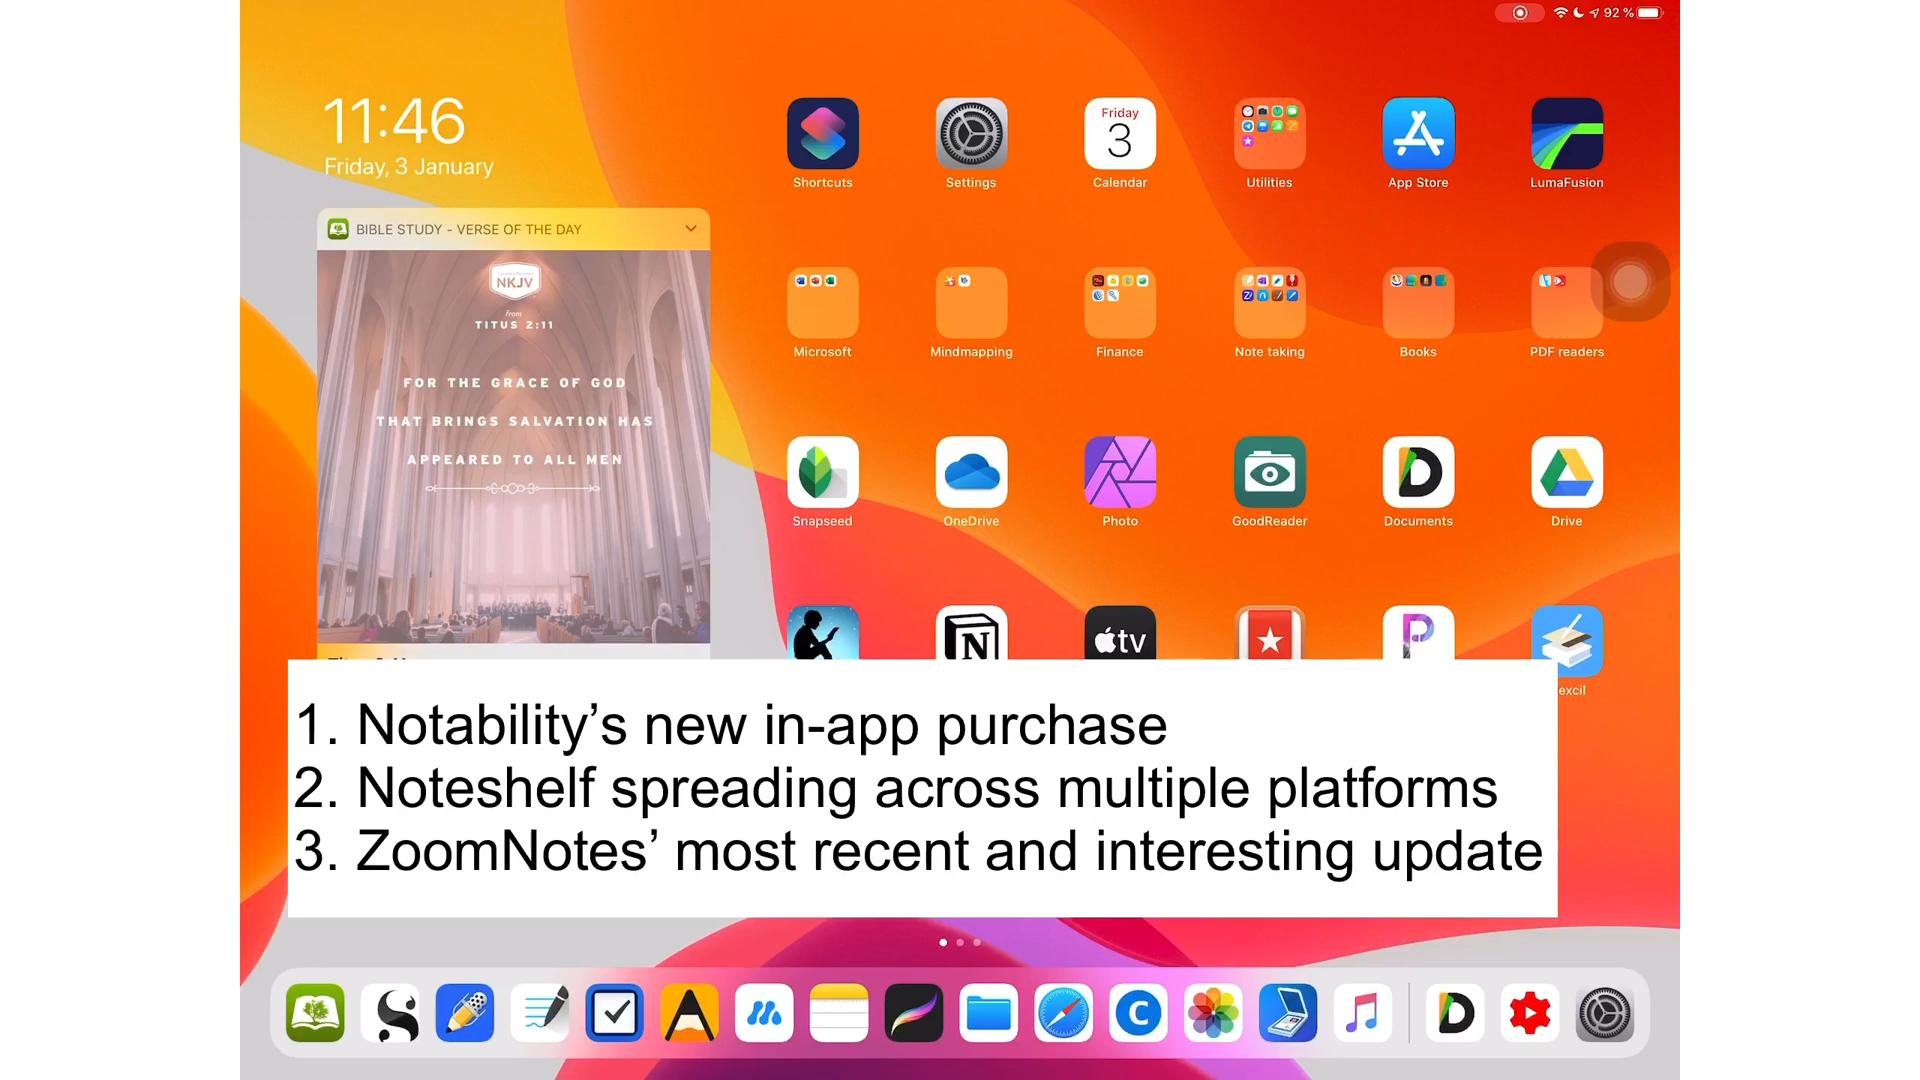 92 %
11:46
Friday, 3 January
BIBLE STUDY - VERSE OF THE DAY
NKJV
from
TITUS 2:11
FOR THE GRACE OF GOD
THAT BRINGS SALVATION HAS
APPEARED TO ALL MEN
Shortcuts
Settings
Friday
3
Calendar
Utilities
App Store
LumaFusion
Microsoft
Mindmapping
Finance
Note taking
Books
PDF readers
Snapseed
OneDrive
Photo
GoodReader
Documents
Drive
tv
excil
1. Notability’s new in-app purchase
2. Noteshelf spreading across multiple platforms
3. ZoomNotes’ most recent and interesting update